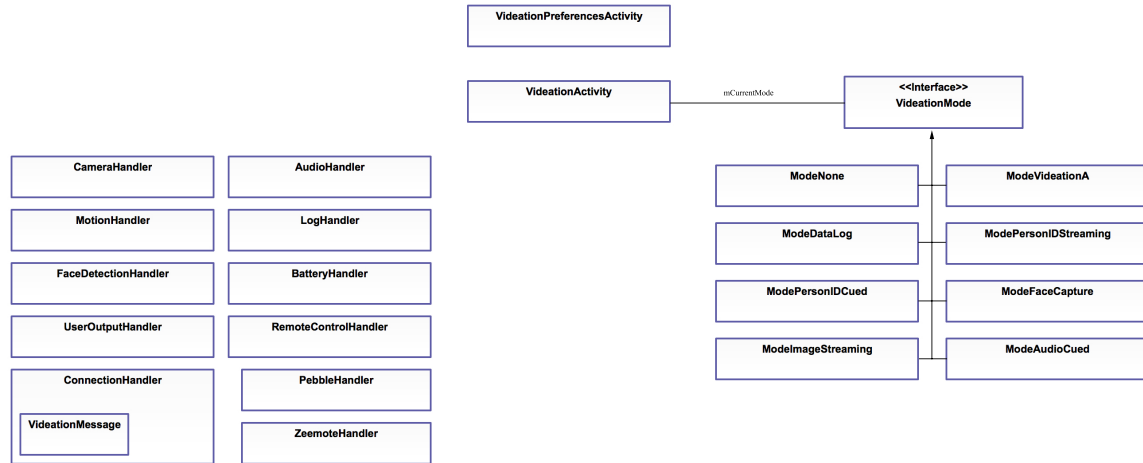 VideationPreferencesActivity
VideationActivity
mCurrentMode
<<Interface>>
VideationMode
CameraHandler
AudioHandler
ModeNone
ModeVideationA
MotionHandler
LogHandler
ModeDataLog
ModePersonIDStreaming
FaceDetectionHandler
BatteryHandler
ModePersonIDCued
ModeFaceCapture
UserOutputHandler
RemoteControlHandler
ModeImageStreaming
ModeAudioCued
ConnectionHandler
PebbleHandler
VideationMessage
ZeemoteHandler